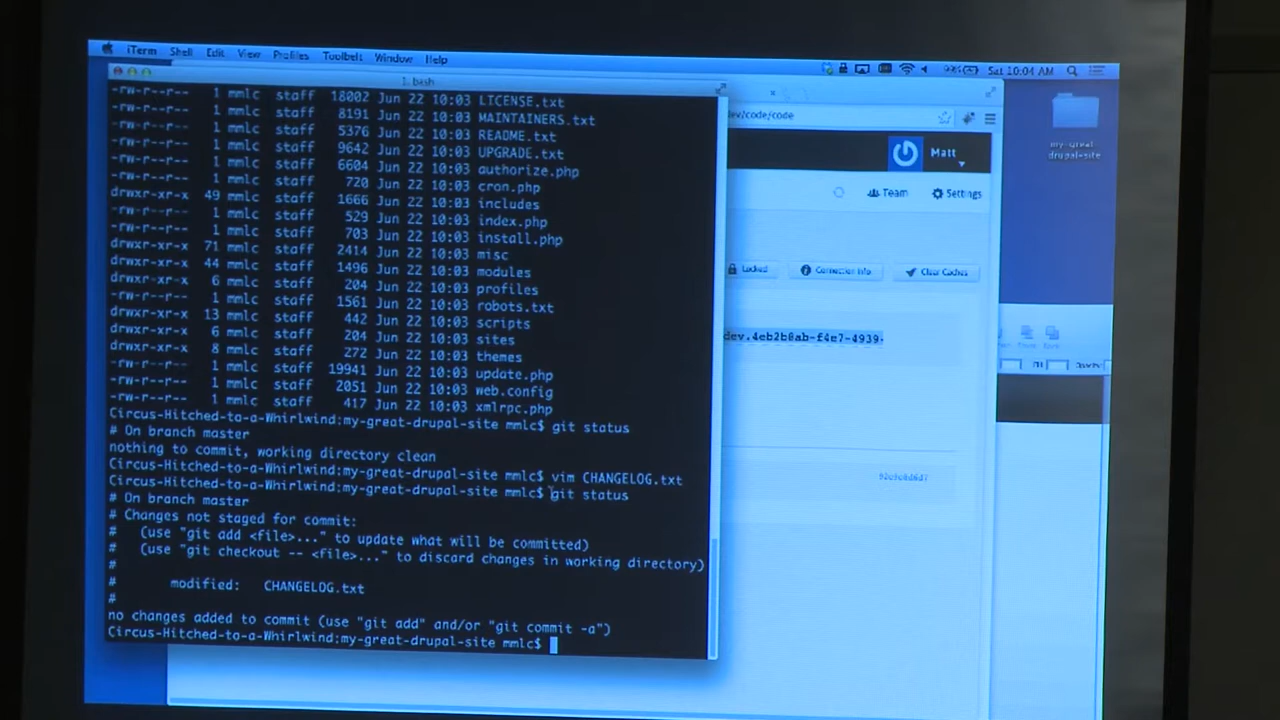 iTerm Shell Edit View Profiles Toolbelt Window Help
Sat 10:04 AM
1. bash
-rw-r--r-- 1 mmlc staff 18002 Jun 22 10:03 LICENSE.txt
-rw-r--r-- 1 mmlc staff 8191 Jun 22 10:03 MAINTAINERS.txt
-rw-r--r-- 1 mmlc staff 5376 Jun 22 10:03 README.txt
-rw-r--r-- 1 mmlc staff 9642 Jun 22 10:03 UPGRADE.txt
-rw-r--r-- 1 mmlc staff 6604 Jun 22 10:03 authorize.php
-rw-r--r-- 1 mmlc staff 720 Jun 22 10:03 cron.php
drwxr-xr-x 49 mmlc staff 1666 Jun 22 10:03 includes
-rw-r--r-- 1 mmlc staff 529 Jun 22 10:03 index.php
-rw-r--r-- 1 mmlc staff 703 Jun 22 10:03 install.php
drwxr-xr-x 71 mmlc staff 2414 Jun 22 10:03 misc
drwxr-xr-x 44 mmlc staff 1496 Jun 22 10:03 modules
drwxr-xr-x 6 mmlc staff 204 Jun 22 10:03 profiles
-rw-r--r-- 1 mmlc staff 1561 Jun 22 10:03 robots.txt
drwxr-xr-x 13 mmlc staff 442 Jun 22 10:03 scripts
drwxr-xr-x 6 mmlc staff 204 Jun 22 10:03 sites
drwxr-xr-x 8 mmlc staff 272 Jun 22 10:03 themes
-rw-r--r-- 1 mmlc staff 19941 Jun 22 10:03 update.php
-rw-r--r-- 1 mmlc staff 2051 Jun 22 10:03 web.config
-rw-r--r-- 1 mmlc staff 417 Jun 22 10:03 xmlrpc.php
Circus-Hitched-to-a-Whirlwind:my-great-drupal-site mmlc$ git status
# On branch master
nothing to commit, working directory clean
Circus-Hitched-to-a-Whirlwind:my-great-drupal-site mmlc$ vim CHANGELOG.txt
Circus-Hitched-to-a-Whirlwind:my-great-drupal-site mmlc$ git status
# On branch master
# Changes not staged for commit:
#   (use "git add <file>..." to update what will be committed)
#   (use "git checkout -- <file>..." to discard changes in working directory)
#
#       modified:   CHANGELOG.txt
#
no changes added to commit (use "git add" and/or "git commit -a")
Circus-Hitched-to-a-Whirlwind:my-great-drupal-site mmlc$
dev/code/code
Matt
Team
Settings
Locked
Connection Info
Clear Caches
dev.4eb2b0ab-f4e7-4939-
my-great-
drupal-site